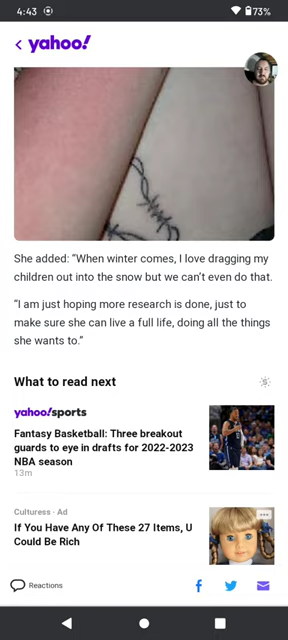 4:43
73%
yahoo!
She added: “When winter comes, I love dragging my
children out into the snow but we can’t even do that.
“I am just hoping more research is done, just to
make sure she can live a full life, doing all the things
she wants to.”
What to read next
yahoo!sports
Fantasy Basketball: Three breakout
guards to eye in drafts for 2022-2023
NBA season
13m
Culturess · Ad
If You Have Any Of These 27 Items, U
Could Be Rich
Reactions